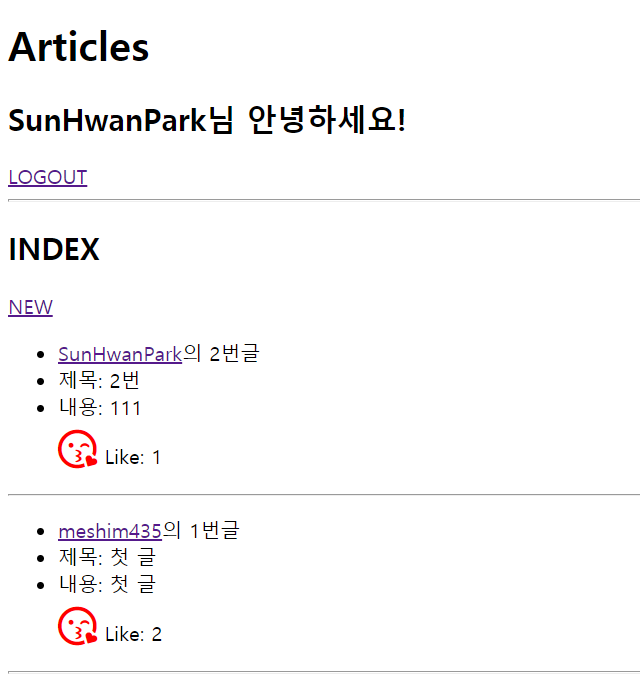 Articles
SunHwanPark님 안녕하세요!
LOGOUT
INDEX
NEW
SunHwanPark의 2번글
제목: 2번
내용: 111
Like: 1
meshim435의 1번글
제목: 첫 글
내용: 첫 글
Like: 2